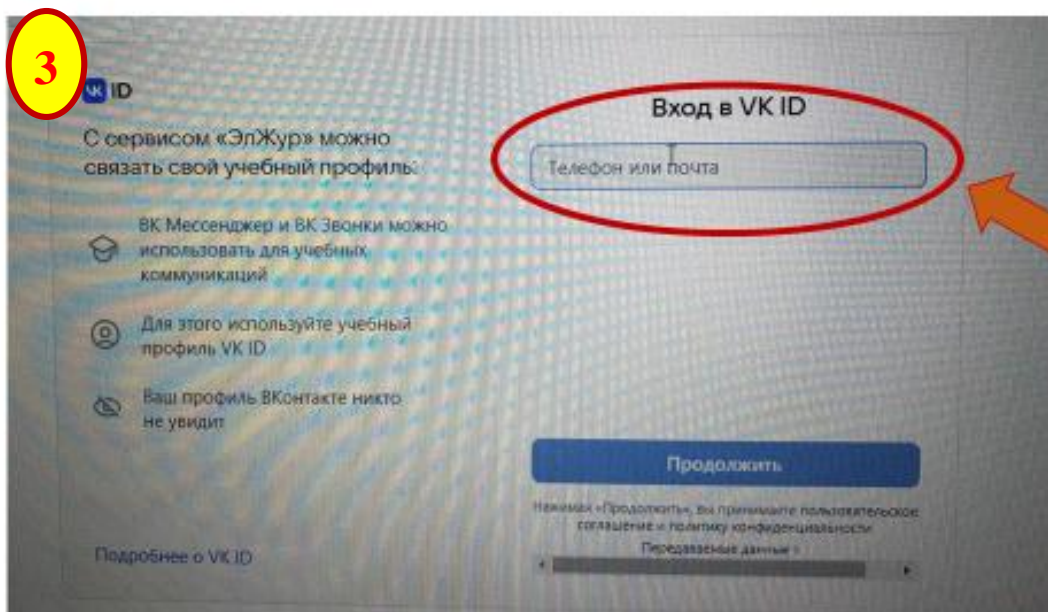 3
VK ID
С сервисом «ЭлЖур» можно
связать свой учебный профиль:
ВК Мессенджер и ВК Звонки можно
использовать для учебных
коммуникаций
Для этого используйте учебный
профиль VK ID
Ваш профиль ВКонтакте никто
не увидит
Подробнее о VK ID
Вход в VK ID
Телефон или почта
Продолжить
Нажимая «Продолжить», вы принимаете пользовательское
соглашение и политику конфиденциальности
Передаваемые данные